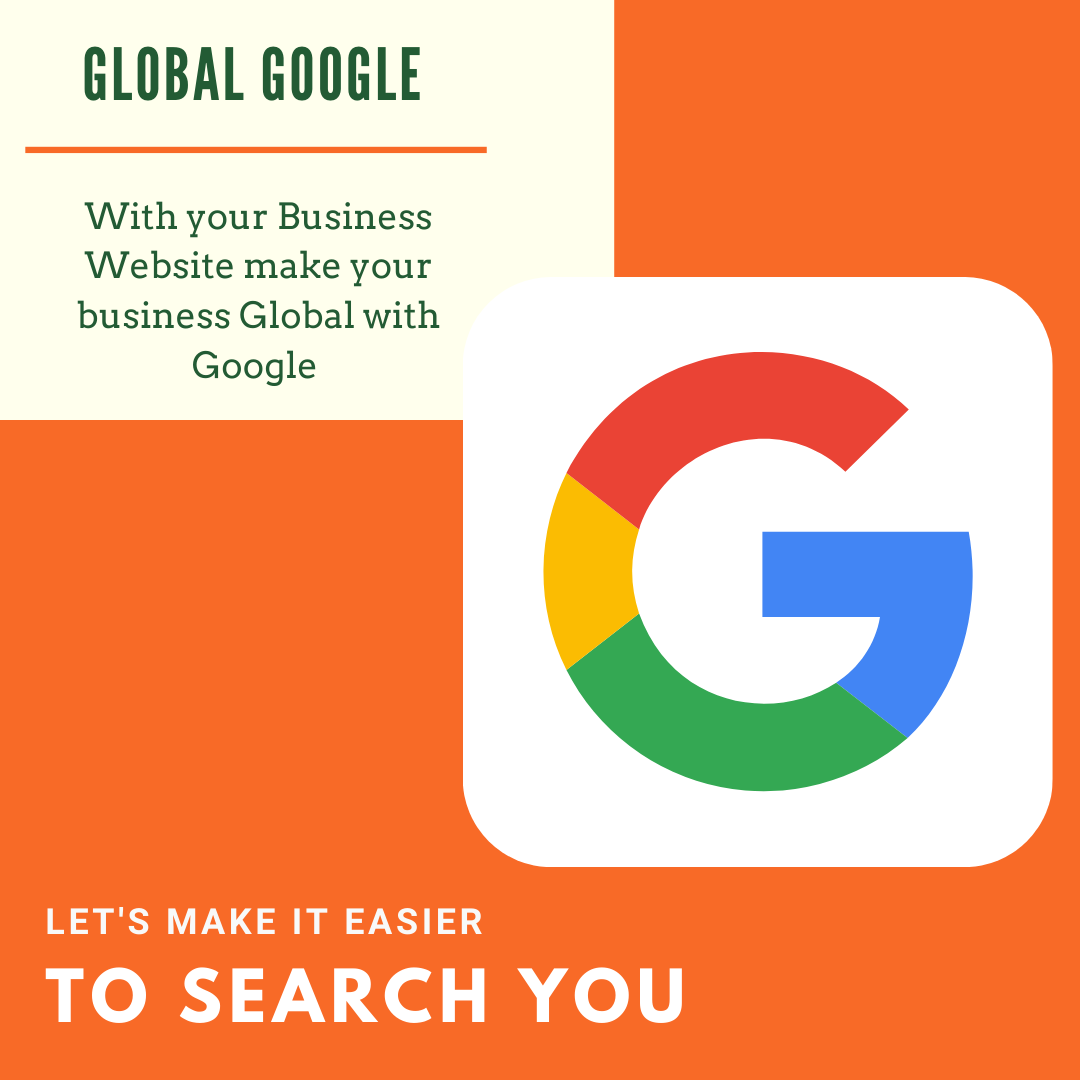 GLOBAL GOOGLE
With your Business
Website make your
business Global with
Google
LET'S MAKE IT EASIER
TO SEARCH YOU